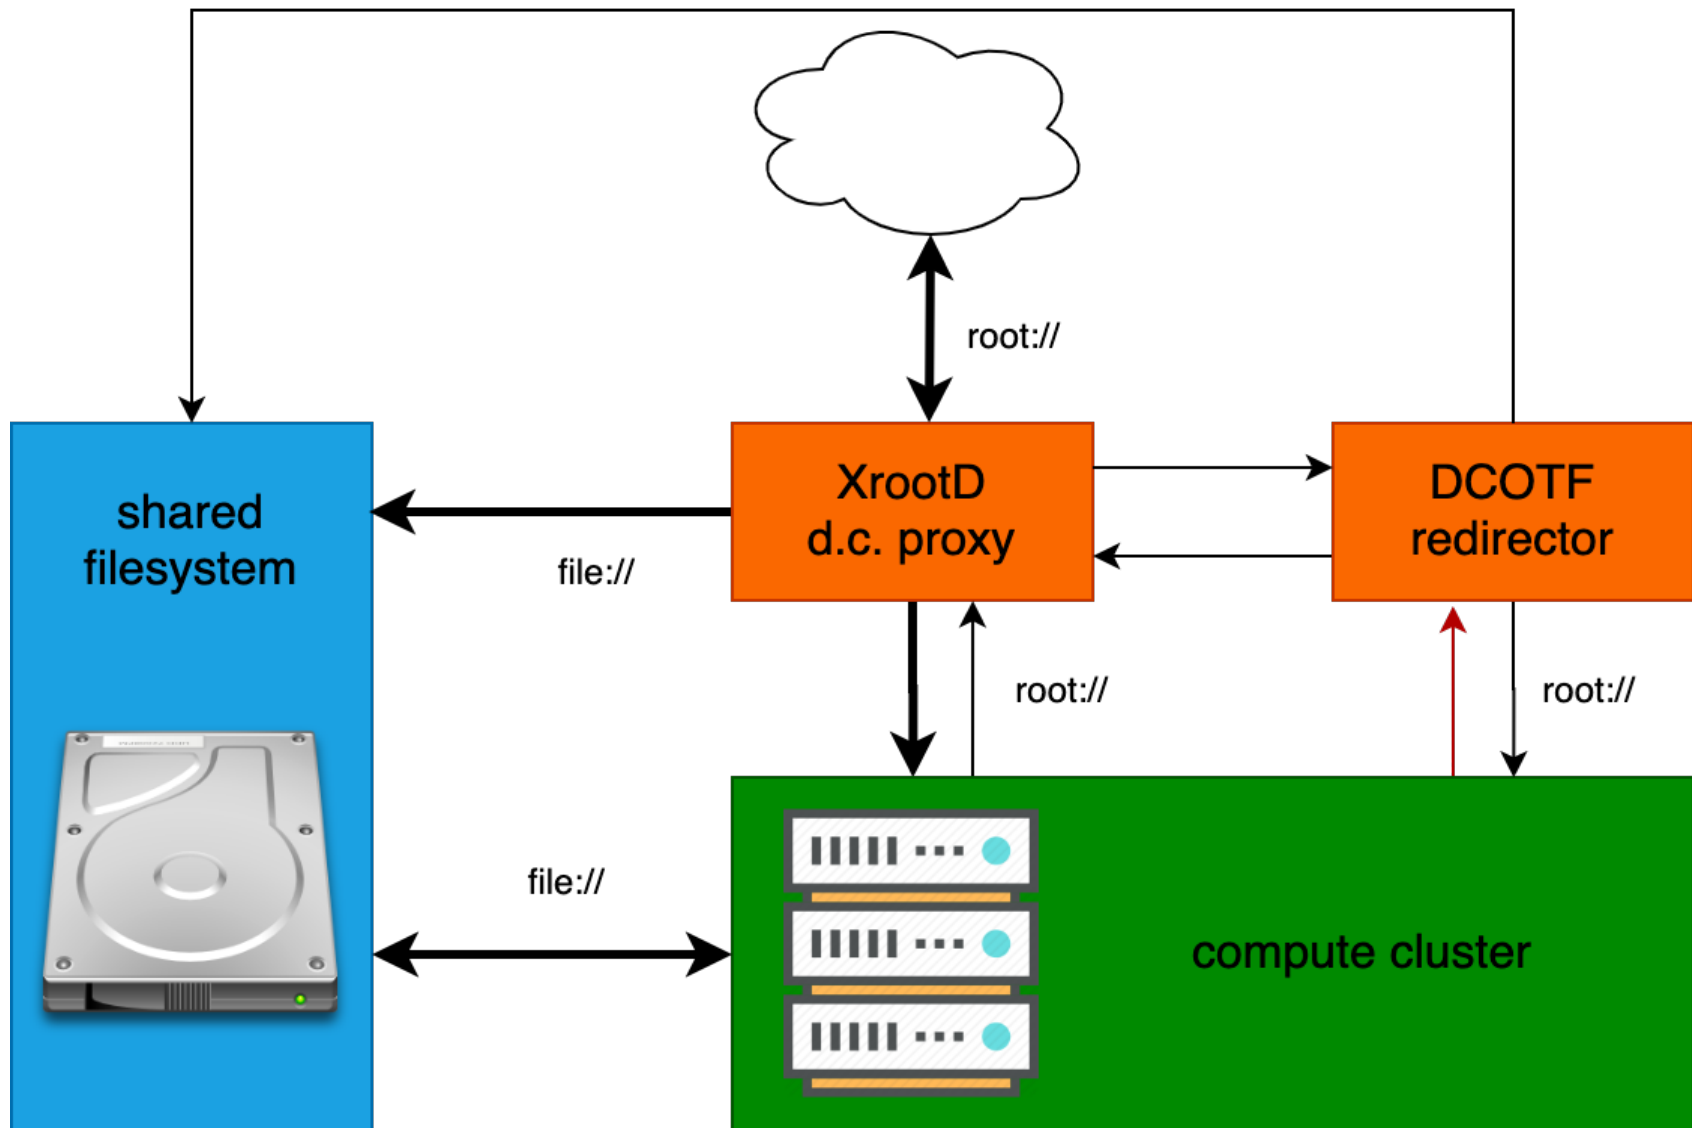 root://
shared
filesystem
file://
XrootD
d.c. proxy
DCOTF
redirector
root://
root://
file://
compute cluster